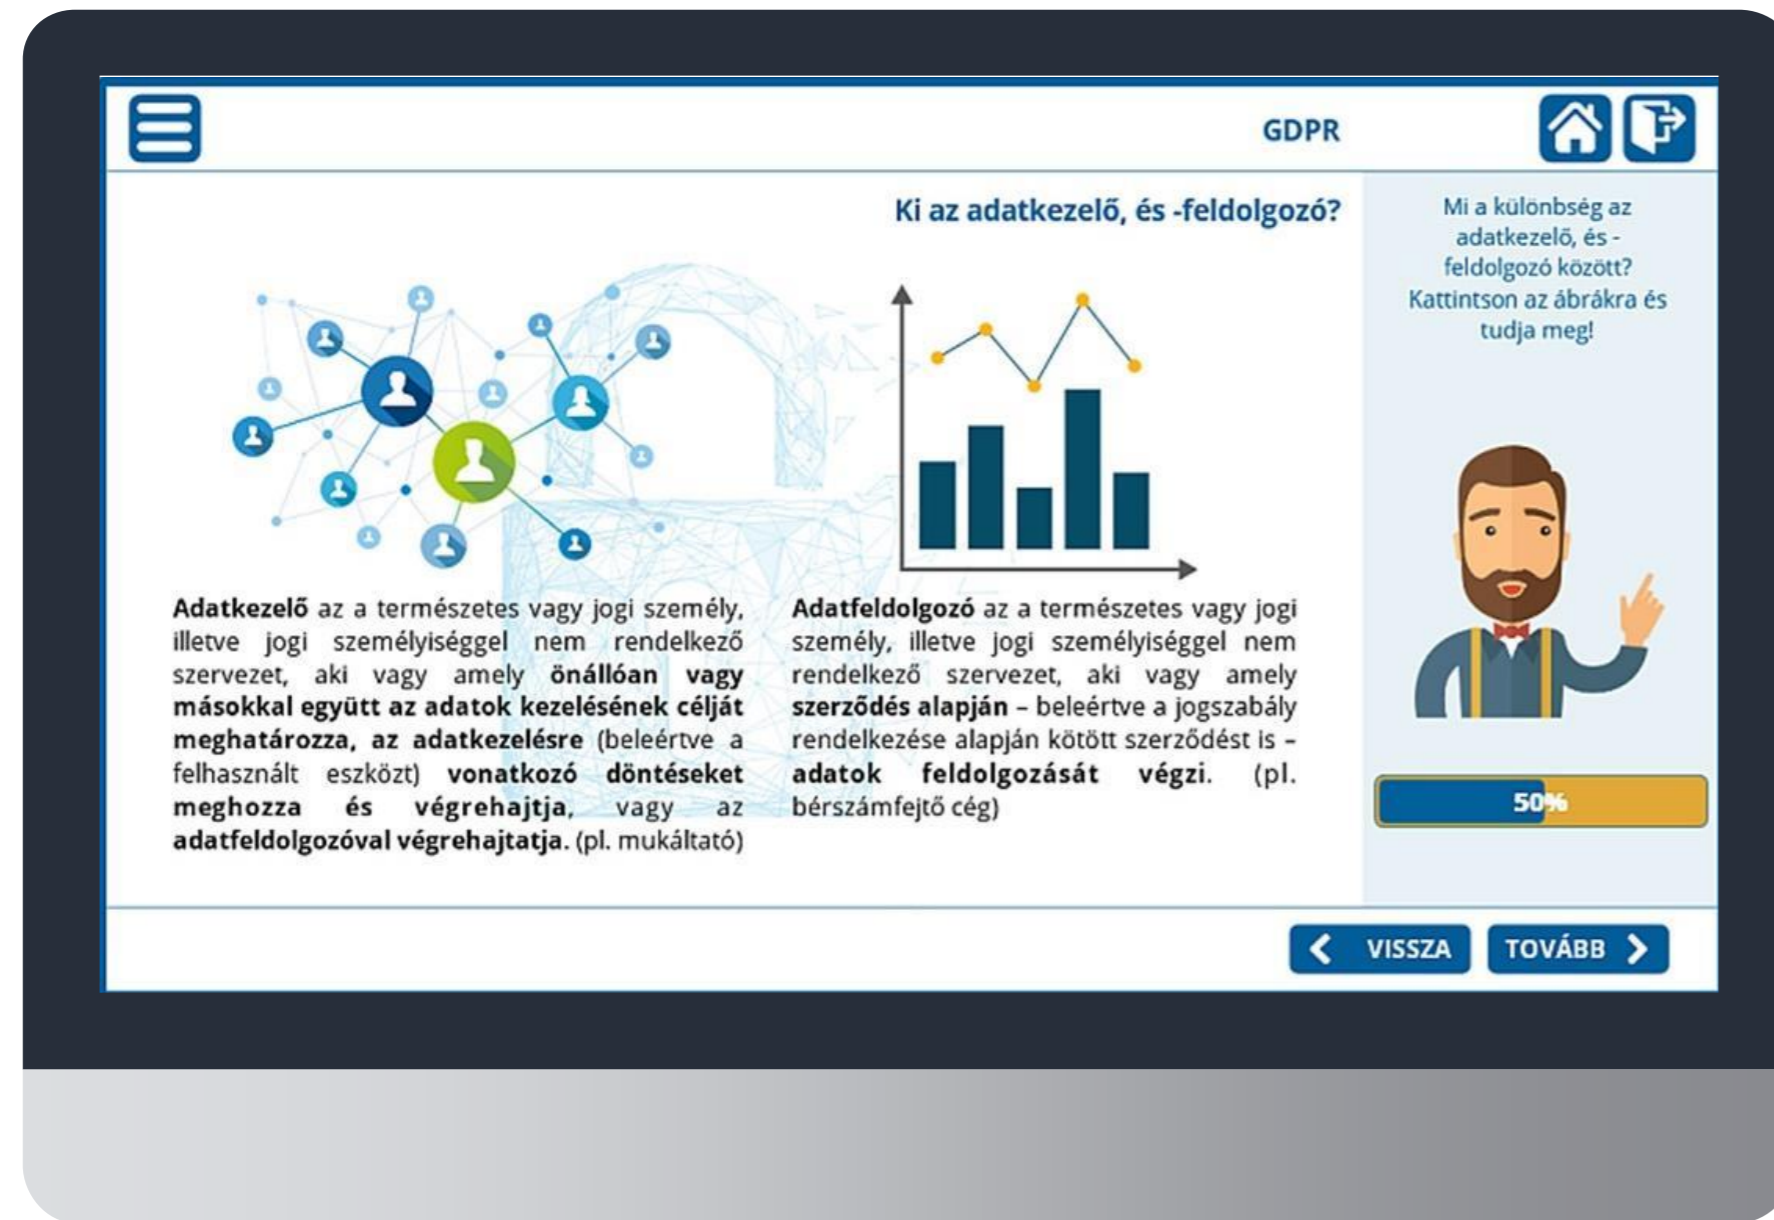 GDPR
Ki az adatkezelő, és -feldolgozó?
Adatkezelő az a természetes vagy jogi személy,
illetve jogi személyiséggel nem rendelkező
szervezet, aki vagy amely önállóan vagy
másokkal együtt az adatok kezelésének célját
meghatározza, az adatkezelésre (beleértve a
felhasznált eszközt) vonatkozó döntéseket
meghozza és végrehajtja, vagy az
adatfeldolgozóval végrehajtatja. (pl. mukáltató)
Adatfeldolgozó az a természetes vagy jogi
személy, illetve jogi személyiséggel nem
rendelkező szervezet, aki vagy amely
szerződés alapján – beleértve a jogszabály
rendelkezése alapján kötött szerződést is –
adatok feldolgozását végzi. (pl.
bérszámfejtő cég)
Mi a különbség az
adatkezelő, és -
feldolgozó között?
Kattintson az ábrákra és
tudja meg!
50%
VISSZA
TOVÁBB